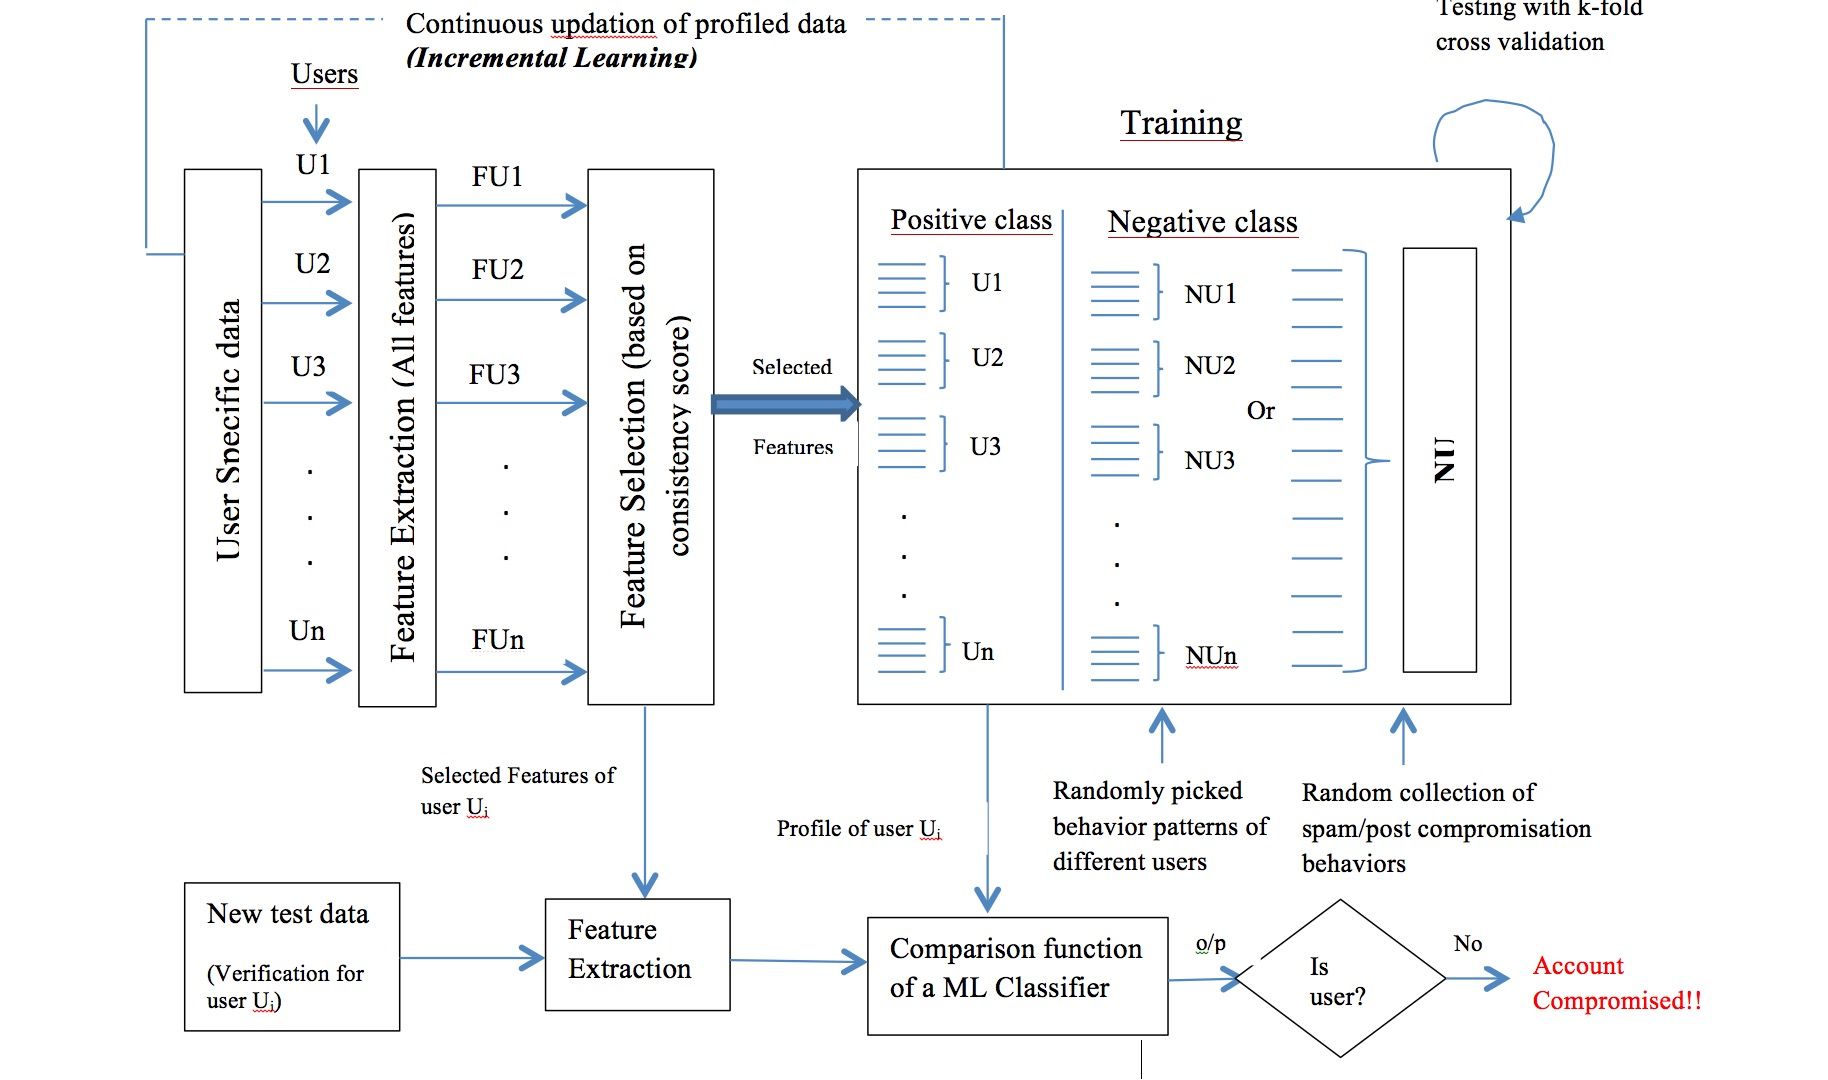 Continuous updation of profiled data
(Incremental Learning)
Testing with k-fold
cross validation
Users
Training
U1
U2
U3
.
.
.
Un
FU1
FU2
FU3
.
.
.
FUn
User Specific data
Feature Extraction (All features)
Feature Selection (based on
consistency score)
Selected
Features
Positive class
U1
U2
U3
.
.
.
Un
Negative class
NU1
NU2
NU3
.
.
.
NUn
Or
NU
Selected Features of
user Ui
Profile of user Ui
Randomly picked
behavior patterns of
different users
Random collection of
spam/post compromisation
behaviors
New test data
(Verification for
user Ui)
Feature
Extraction
Comparison function
of a ML Classifier
o/p
Is
user?
No
Account
Compromised!!